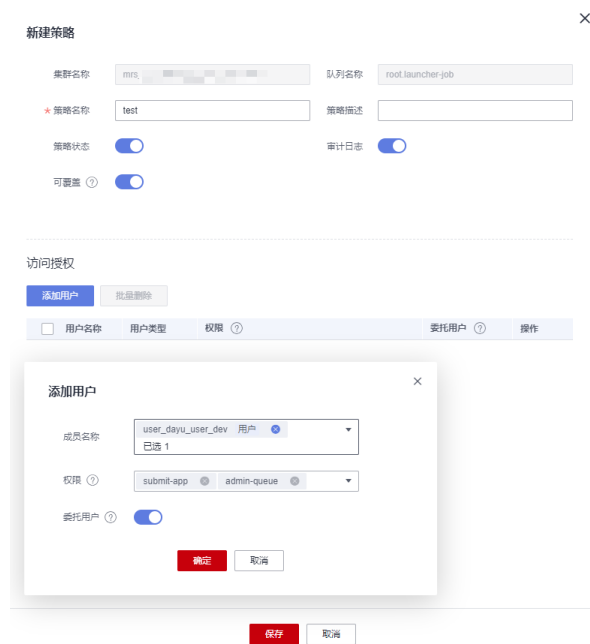 新建策略
集群名称 mrs_ 队列名称 root.launcher-job
* 策略名称 test 策略描述
策略状态 审计日志
可覆盖 ?
访问授权
添加用户 批量删除
用户名称 用户类型 权限 ? 委托用户 ? 操作
添加用户
成员名称 user_dayu_user_dev 用户
已选 1
权限 ? submit-app admin-queue
委托用户 ?
确定 取消
保存 取消